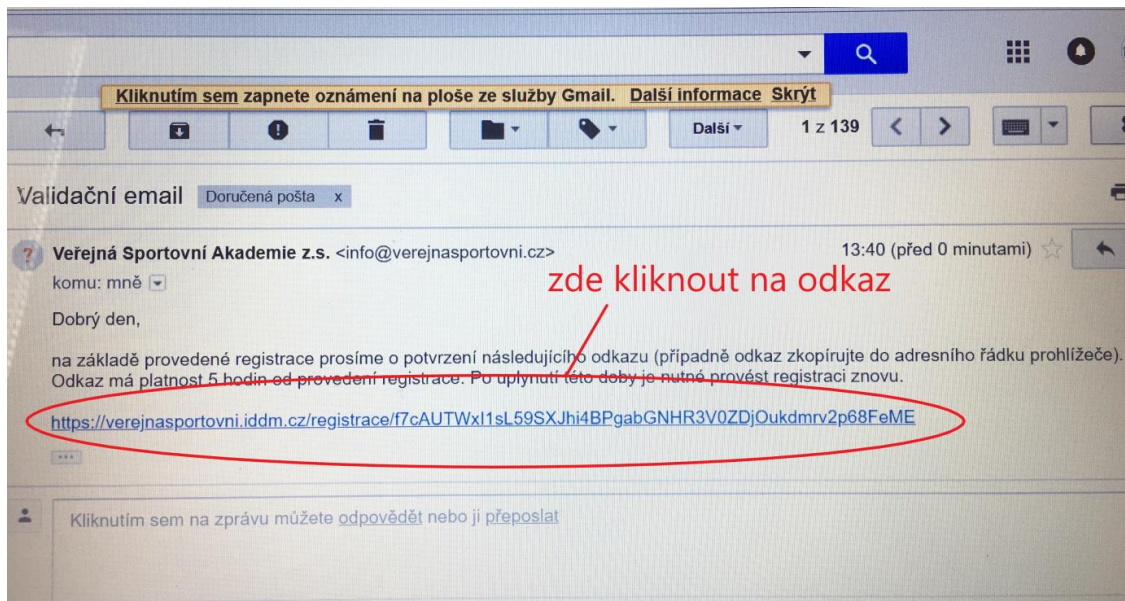 Kliknutím sem zapnete oznámení na ploše ze služby Gmail. Další informace Skrýt
Další
1 z 139
Validační email Doručená pošta x
Veřejná Sportovní Akademie z.s. <info@verejnasportovni.cz> 13:40 (před 0 minutami)
komu: mně
zde kliknout na odkaz
Dobrý den,
na základě provedené registrace prosíme o potvrzení následujícího odkazu (případně odkaz zkopírujte do adresního řádku prohlížeče).
Odkaz má platnost 5 hodin od provedení registrace. Po uplynutí této doby je nutné provést registraci znovu.
https://verejnasportovni.iddm.cz/registrace/f7cAUTWxI1sL59SXJhi4BPgabGNHR3V0ZDjOukdmrv2p68FeME
Kliknutím sem na zprávu můžete odpovědět nebo ji přeposlat